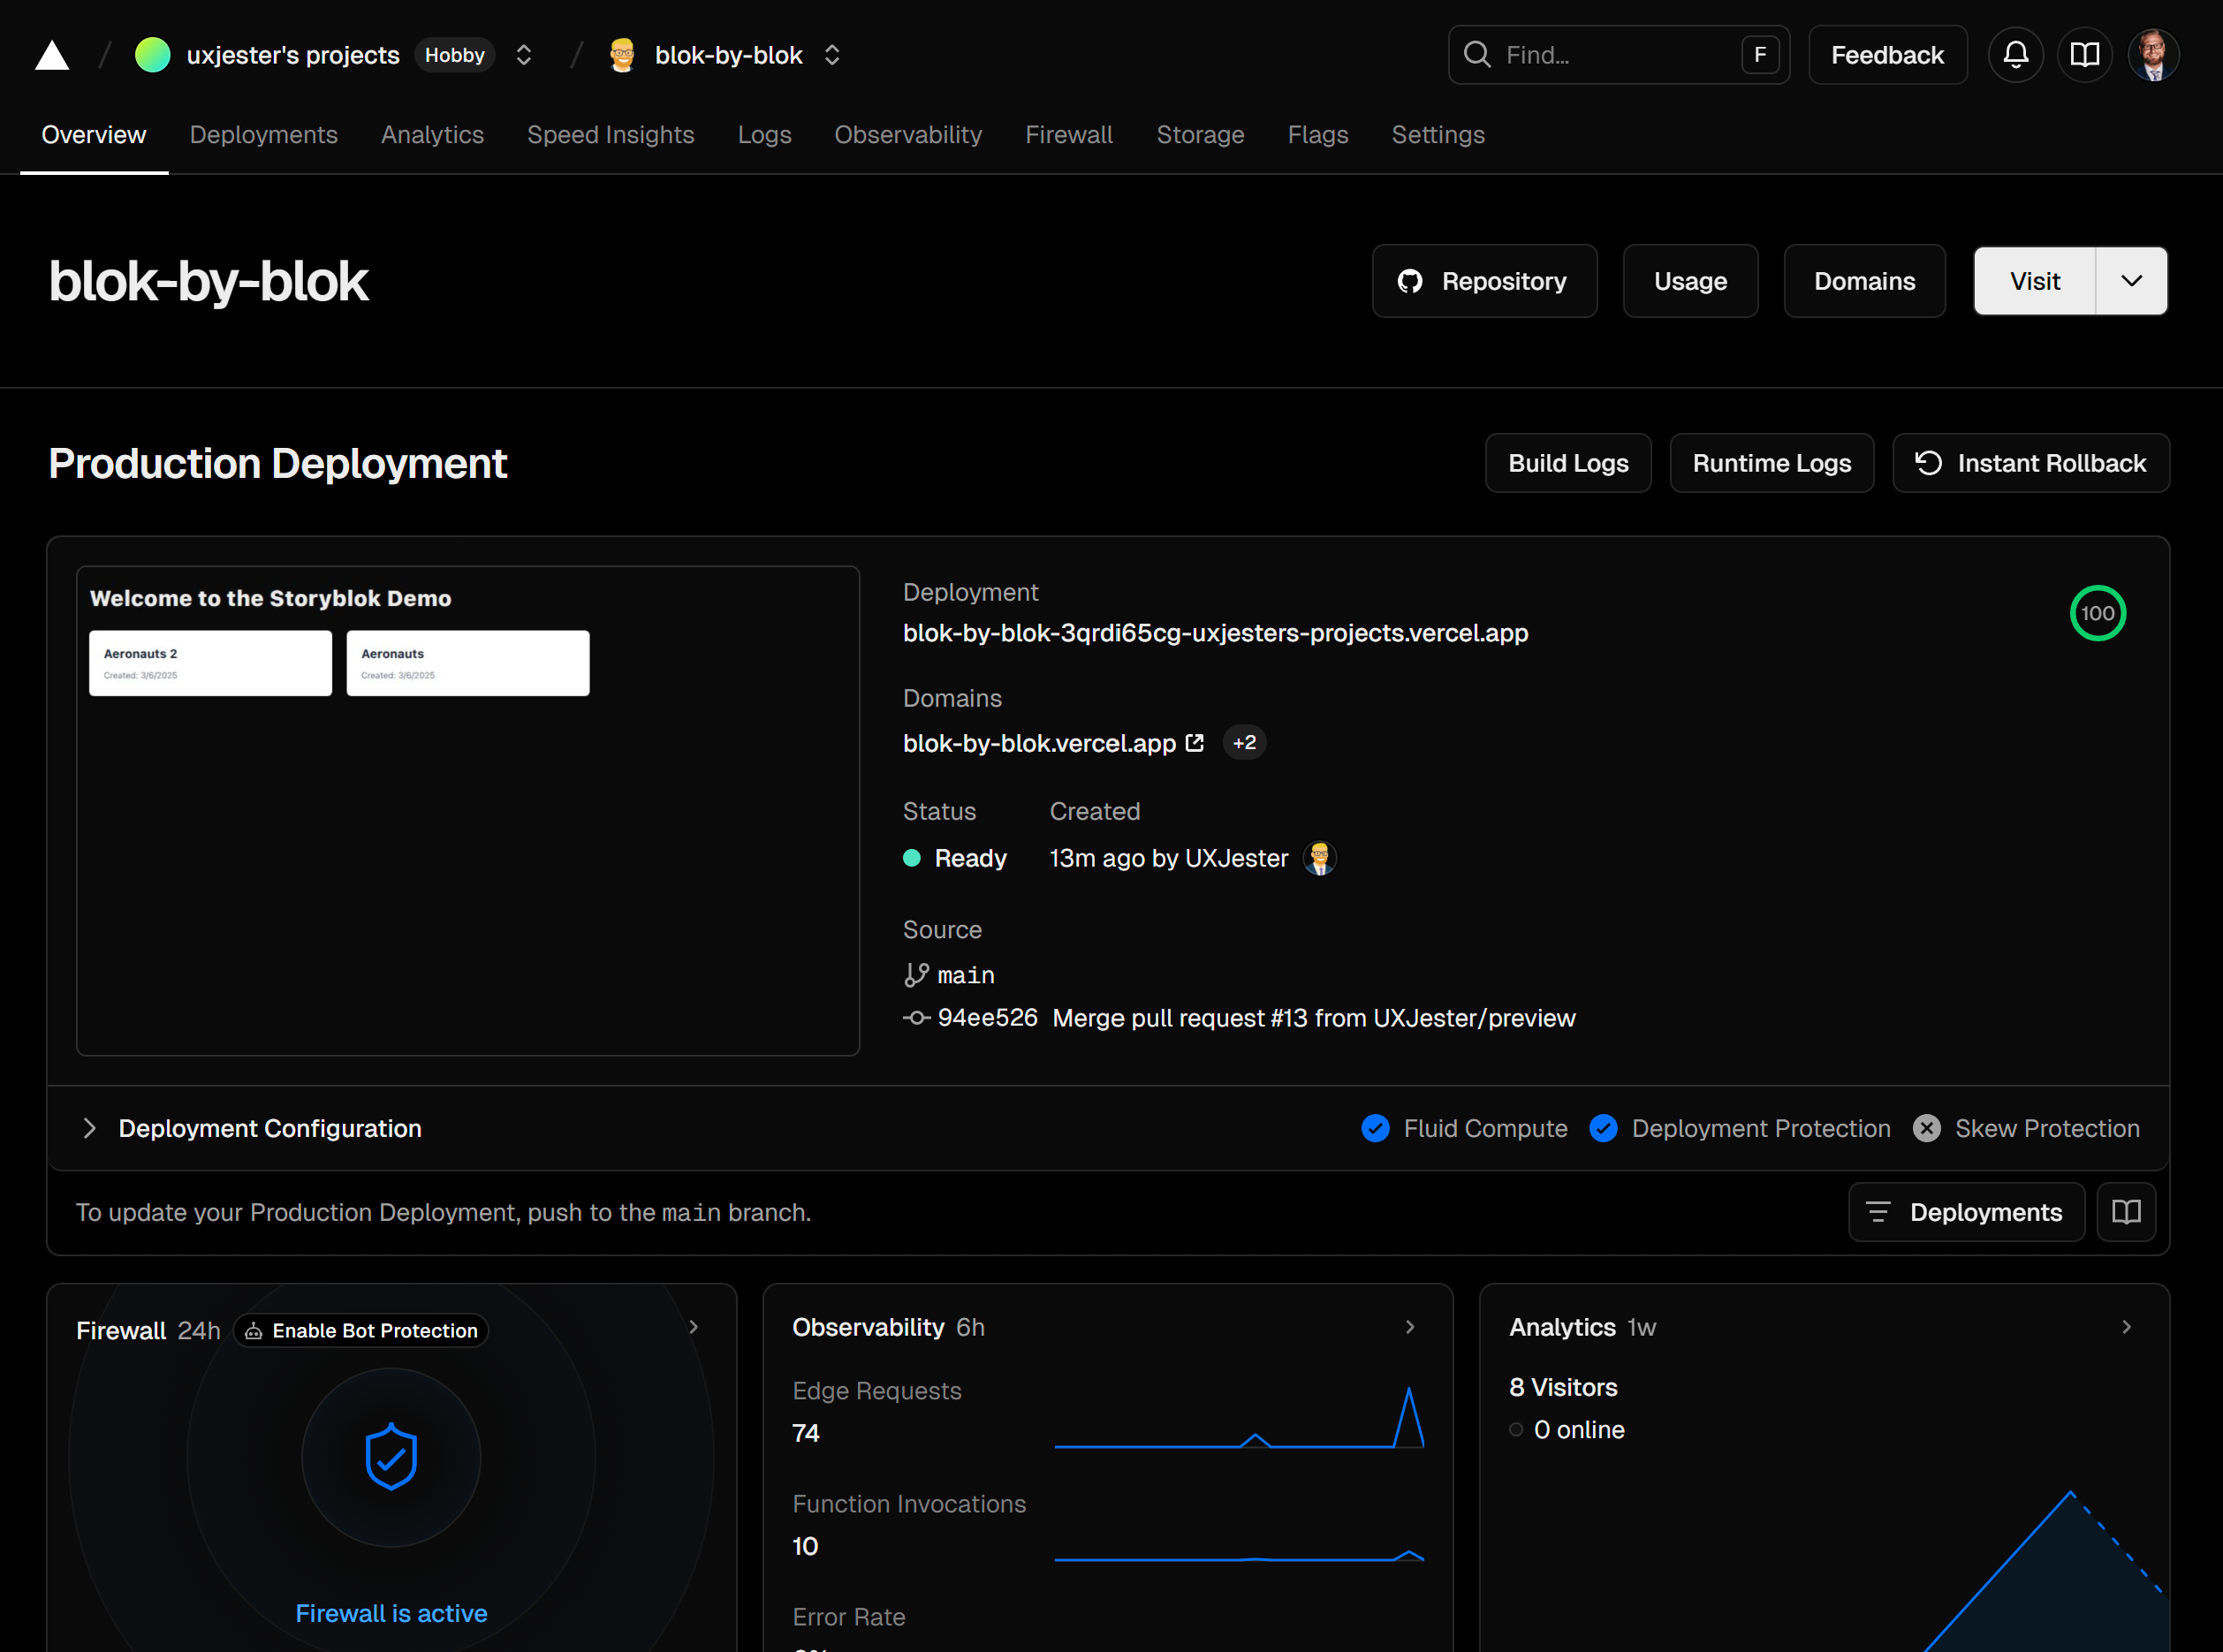 uxjester's projects Hobby blok-by-blok Find... F Feedback
Overview Deployments Analytics Speed Insights Logs Observability Firewall Storage Flags Settings
blok-by-blok Repository Usage Domains Visit
Production Deployment Build Logs Runtime Logs Instant Rollback
Welcome to the Storyblok Demo
Aeronauts 2
Created: 3/6/2025
Aeronauts
Created: 3/6/2025
Deployment
blok-by-blok-3qrdi65cg-uxjesters-projects.vercel.app
100
Domains
blok-by-blok.vercel.app +2
Status Created
Ready 13m ago by UXJester
Source
main
94ee526 Merge pull request #13 from UXJester/preview
Deployment Configuration Fluid Compute Deployment Protection Skew Protection
To update your Production Deployment, push to the main branch. Deployments
Firewall 24h Enable Bot Protection
Firewall is active
Observability 6h
Edge Requests
74
Function Invocations
10
Error Rate
Analytics 1w
8 Visitors
0 online